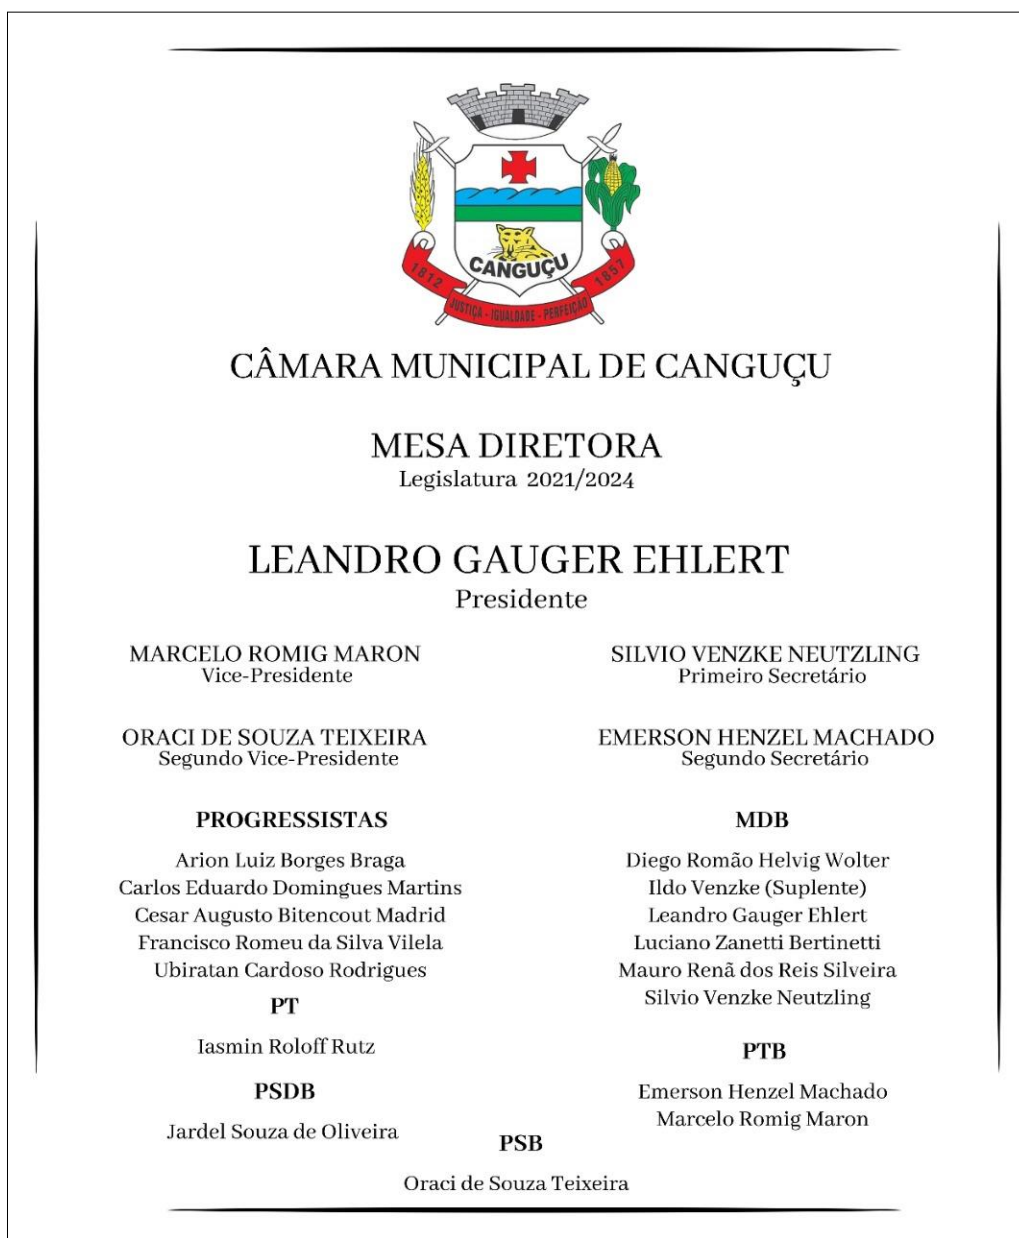 1812
CANGUÇU
1857
JUSTIÇA - IGUALDADE - PERFEIÇÃO
CÂMARA MUNICIPAL DE CANGUÇU
MESA DIRETORA
Legislatura 2021/2024
LEANDRO GAUGER EHLERT
Presidente
MARCELO ROMIG MARON
Vice-Presidente
SILVIO VENZKE NEUTZLING
Primeiro Secretário
ORACI DE SOUZA TEIXEIRA
Segundo Vice-Presidente
EMERSON HENZEL MACHADO
Segundo Secretário
PROGRESSISTAS
Arion Luiz Borges Braga
Carlos Eduardo Domingues Martins
Cesar Augusto Bitencout Madrid
Francisco Romeu da Silva Vilela
Ubiratan Cardoso Rodrigues
PT
Iasmin Roloff Rutz
PSDB
Jardel Souza de Oliveira
MDB
Diego Romão Helvig Wolter
Ildo Venzke (Suplente)
Leandro Gauger Ehlert
Luciano Zanetti Bertinetti
Mauro Renã dos Reis Silveira
Silvio Venzke Neutzling
PTB
Emerson Henzel Machado
Marcelo Romig Maron
PSB
Oraci de Souza Teixeira